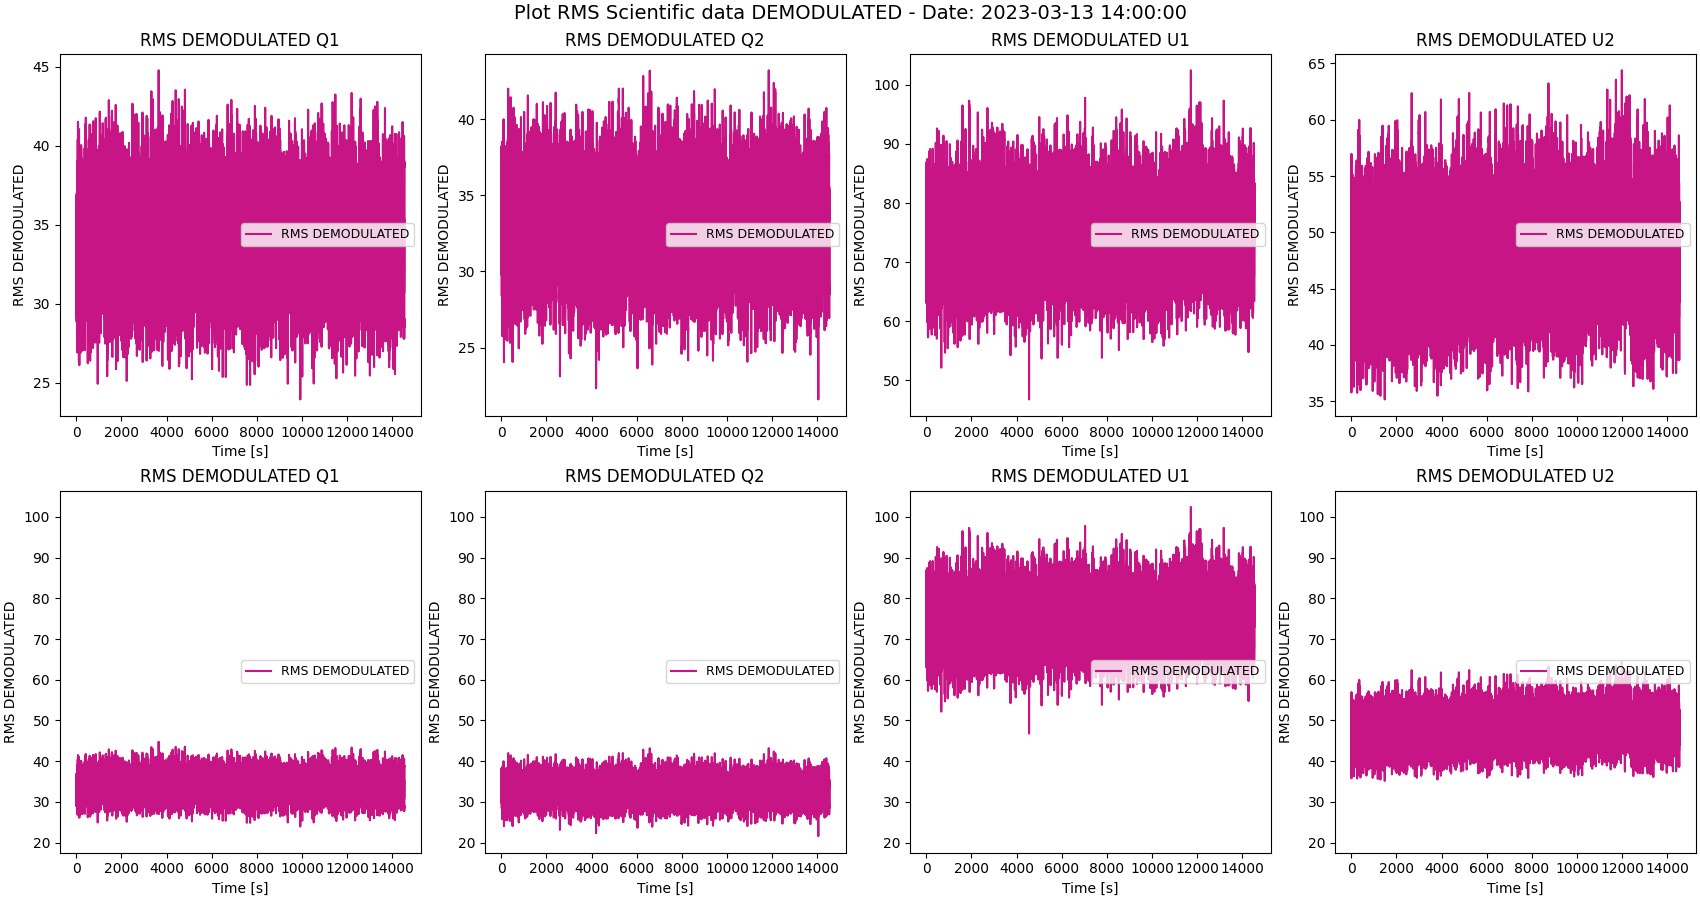 Plot RMS Scientific data DEMODULATED - Date: 2023-03-13 14:00:00
RMS DEMODULATED Q1
RMS DEMODULATED
45
40
35
30
25
RMS DEMODULATED
0 2000 4000 6000 8000 10000 12000 14000
Time [s]
RMS DEMODULATED Q2
RMS DEMODULATED
40
35
30
25
RMS DEMODULATED
0 2000 4000 6000 8000 10000 12000 14000
Time [s]
RMS DEMODULATED U1
RMS DEMODULATED
100
90
80
70
60
50
RMS DEMODULATED
0 2000 4000 6000 8000 10000 12000 14000
Time [s]
RMS DEMODULATED U2
RMS DEMODULATED
65
60
55
50
45
40
35
RMS DEMODULATED
0 2000 4000 6000 8000 10000 12000 14000
Time [s]
RMS DEMODULATED Q1
RMS DEMODULATED
100
90
80
70
60
50
40
30
20
RMS DEMODULATED
0 2000 4000 6000 8000 10000 12000 14000
Time [s]
RMS DEMODULATED Q2
RMS DEMODULATED
100
90
80
70
60
50
40
30
20
RMS DEMODULATED
0 2000 4000 6000 8000 10000 12000 14000
Time [s]
RMS DEMODULATED U1
RMS DEMODULATED
100
90
80
70
60
50
40
30
20
RMS DEMODULATED
0 2000 4000 6000 8000 10000 12000 14000
Time [s]
RMS DEMODULATED U2
RMS DEMODULATED
100
90
80
70
60
50
40
30
20
RMS DEMODULATED
0 2000 4000 6000 8000 10000 12000 14000
Time [s]